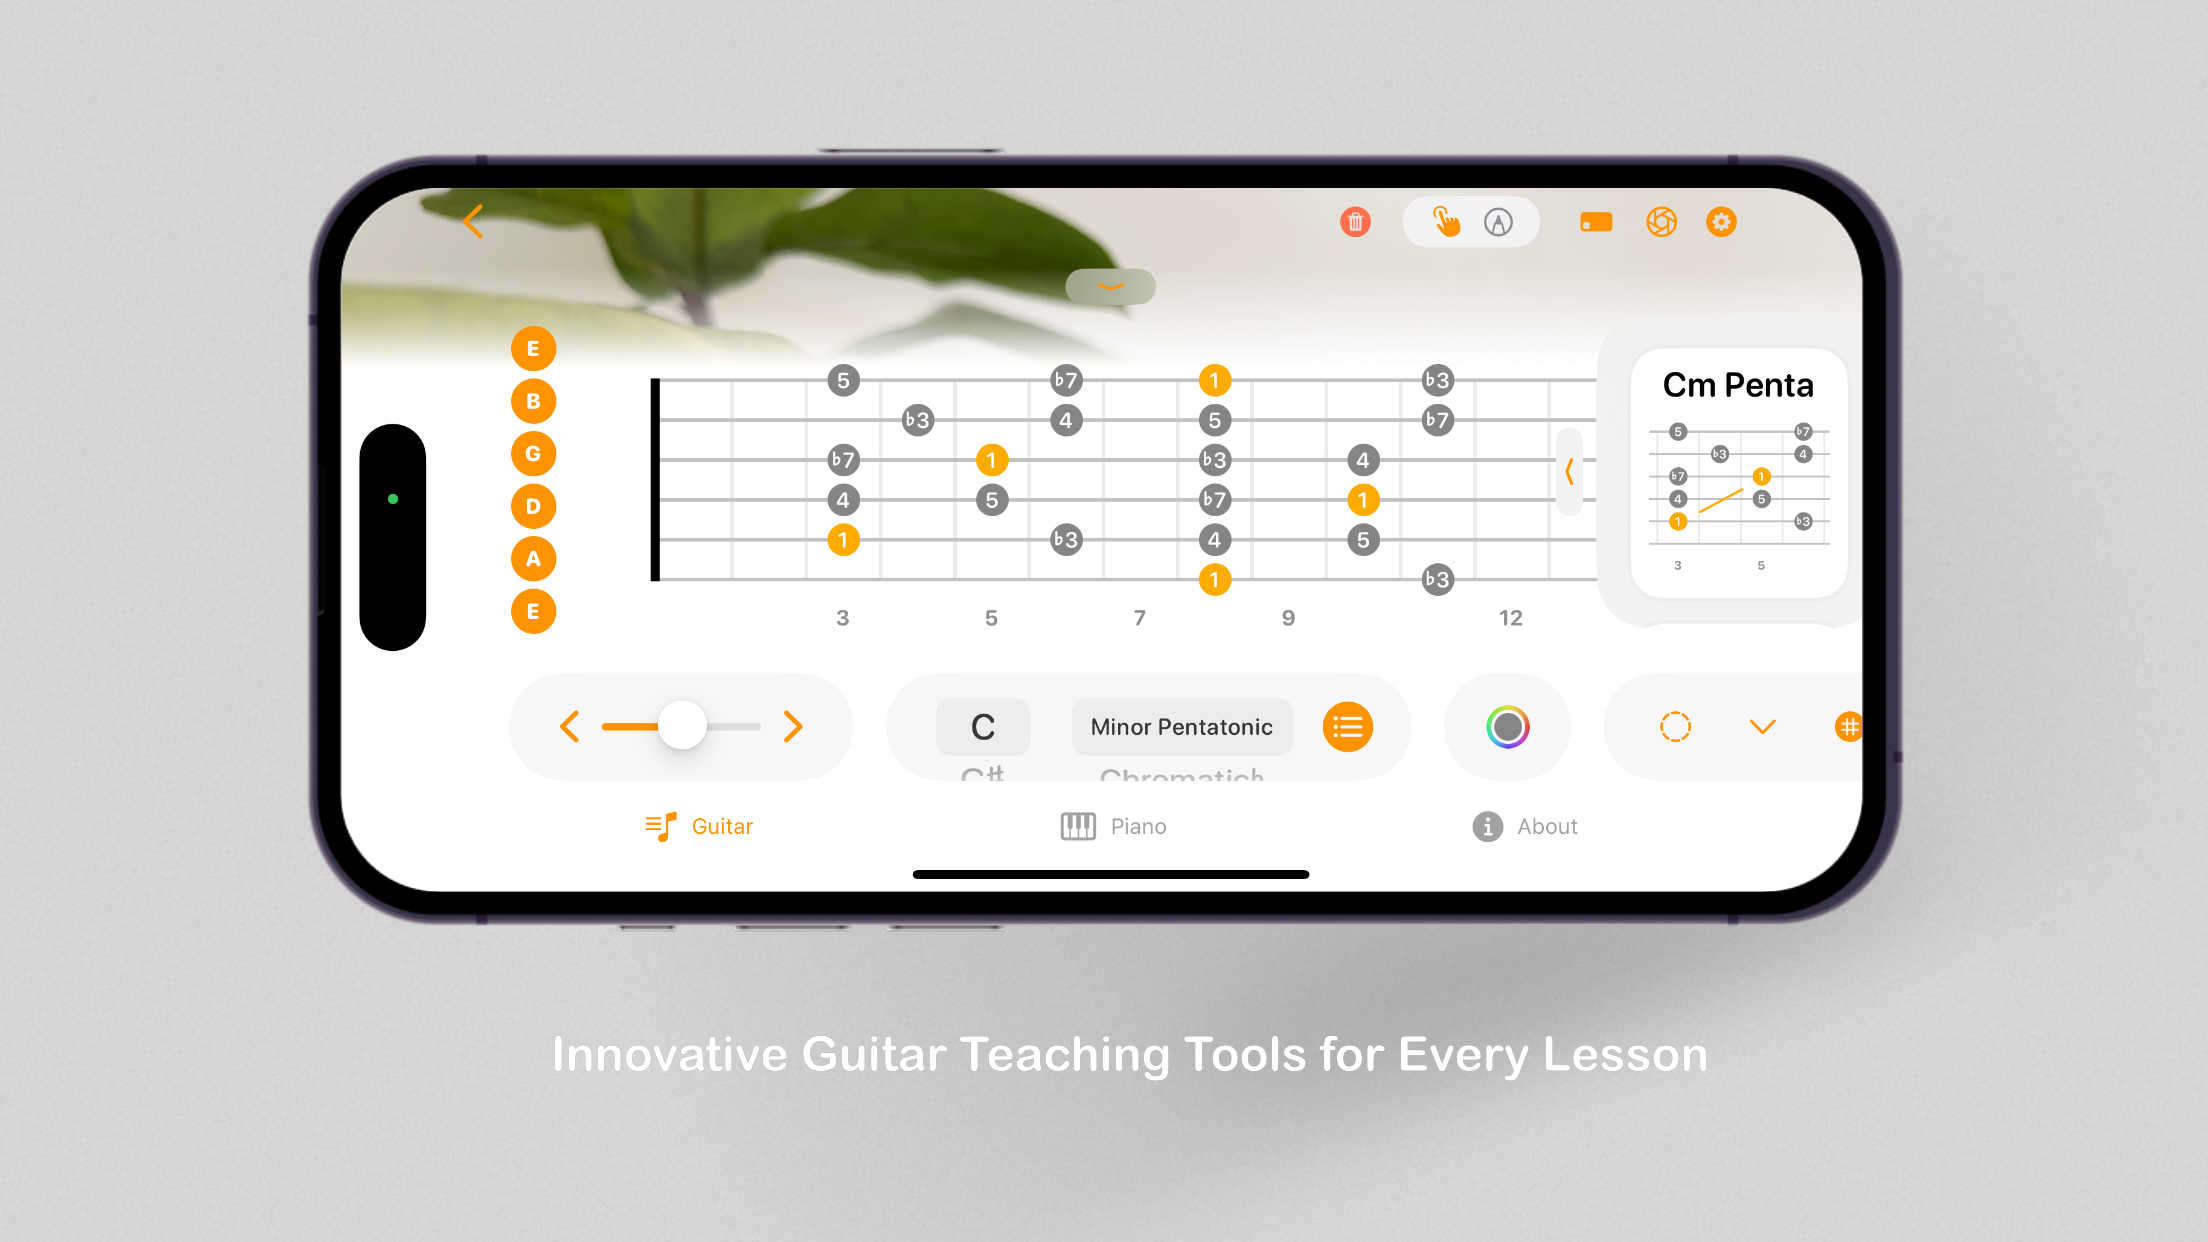 E
B
G
D
A
E
5 ♭7 1 ♭3
♭3 4 5 ♭7
♭7 1 ♭3 4
4 5 ♭7 1
1 ♭3 4 5
1 ♭3
3 5 7 9 12
Cm Penta
5 ♭7
♭3 4
♭7 1
4 5
1 ♭3
3 5
C
Minor Pentatonic
C♯
Guitar
Piano
About
Innovative Guitar Teaching Tools for Every Lesson